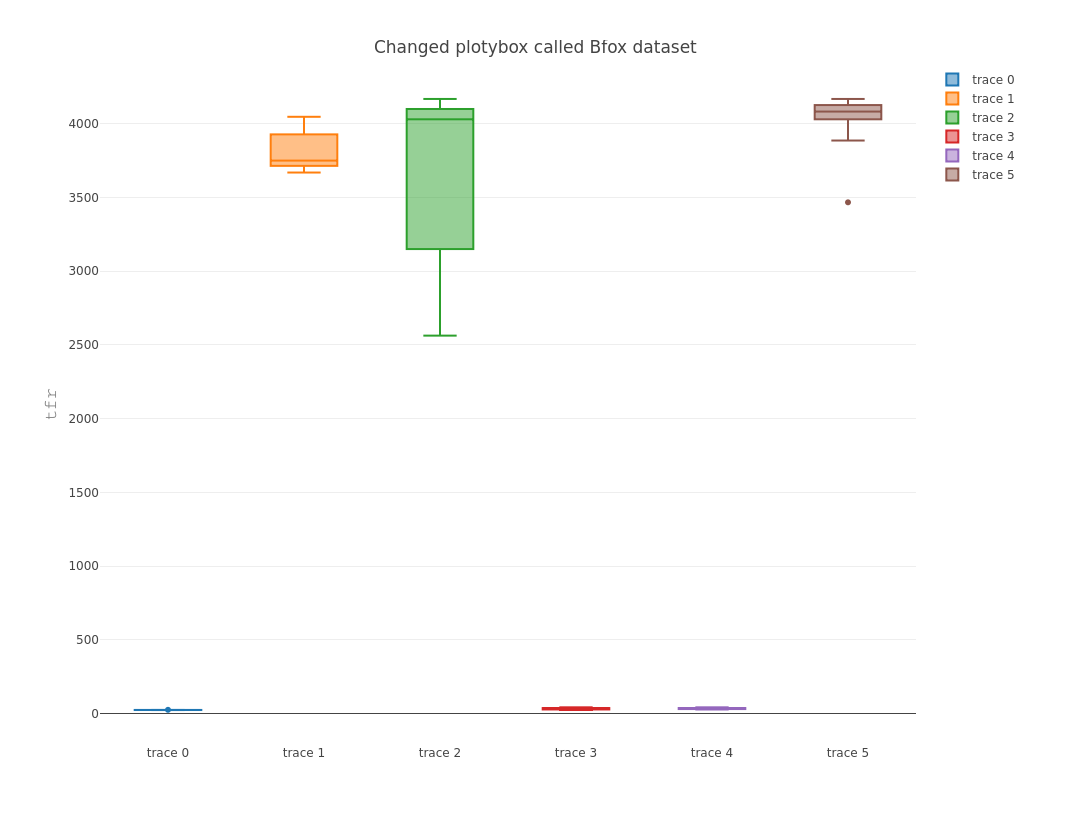 Changed plotybox called Bfox dataset
trace 0
trace 1
trace 2
trace 3
trace 4
trace 5
4000
3500
3000
2500
2000
1500
1000
500
0
tfr
trace 0 trace 1 trace 2 trace 3 trace 4 trace 5